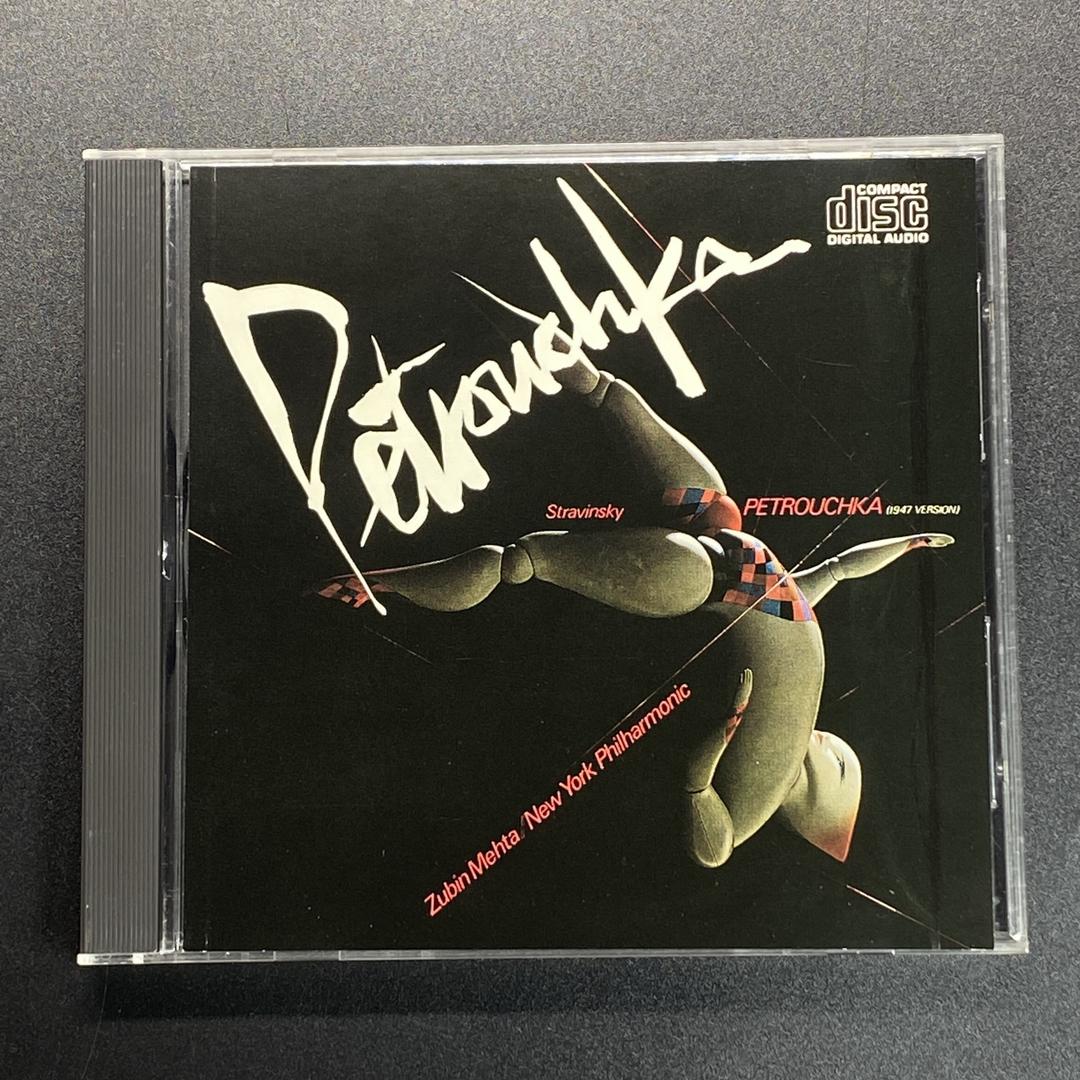 COMPACT
disc
DIGITAL AUDIO
Petrouchka
Stravinsky
PETROUCHKA (1947 VERSION)
Zubin Mehta/New York Philharmonic